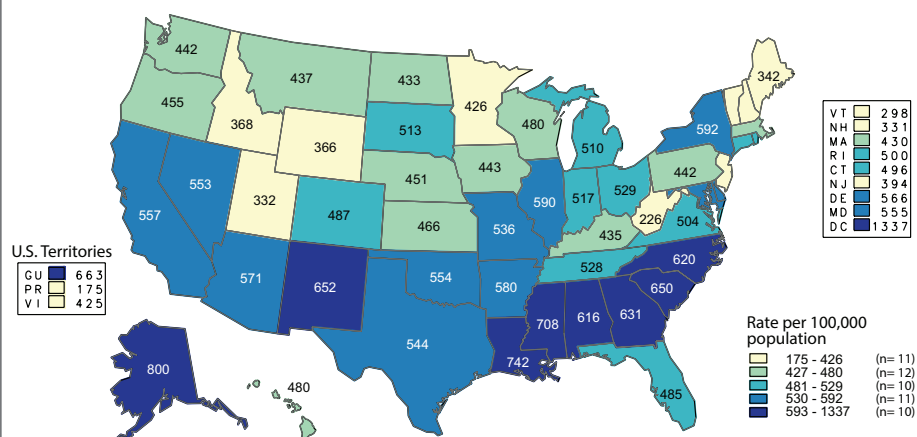 442
437
433
426
342
455
368
366
513
480
510
592
442
451
443
553
332
487
590
517
529
226
504
557
466
536
435
571
652
554
580
528
620
650
544
708
616
631
742
485
800
480
U.S. Territories
GU 663
PR 175
VI 425
VT 298
NH 331
MA 430
RI 500
CT 496
NJ 394
DE 566
MD 555
DC 1337
Rate per 100,000
population
175 - 426 (n= 11)
427 - 480 (n= 12)
481 - 529 (n= 10)
530 - 592 (n= 11)
593 - 1337 (n= 10)